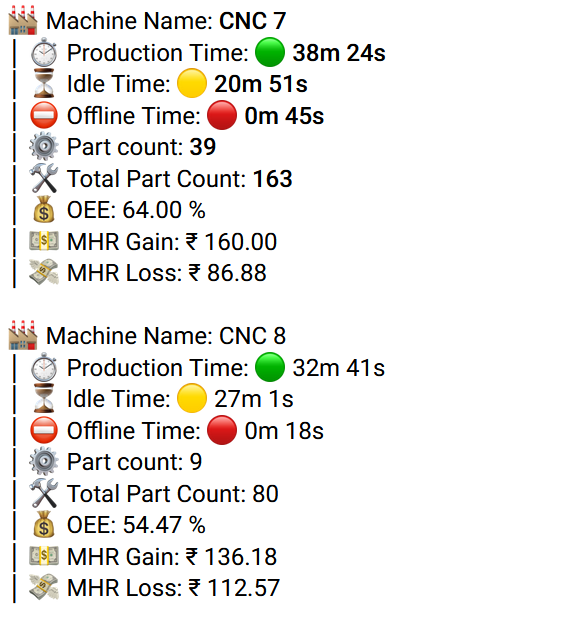 🏭 Machine Name: CNC 7
| ⏱️ Production Time: 🟢 38m 24s
| ⏳ Idle Time: 🟡 20m 51s
| ⛔ Offline Time: 🔴 0m 45s
| ⚙️ Part count: 39
| 🛠️ Total Part Count: 163
| 💰 OEE: 64.00 %
| 💵 MHR Gain: ₹ 160.00
| 💸 MHR Loss: ₹ 86.88
🏭 Machine Name: CNC 8
| ⏱️ Production Time: 🟢 32m 41s
| ⏳ Idle Time: 🟡 27m 1s
| ⛔ Offline Time: 🔴 0m 18s
| ⚙️ Part count: 9
| 🛠️ Total Part Count: 80
| 💰 OEE: 54.47 %
| 💵 MHR Gain: ₹ 136.18
| 💸 MHR Loss: ₹ 112.57